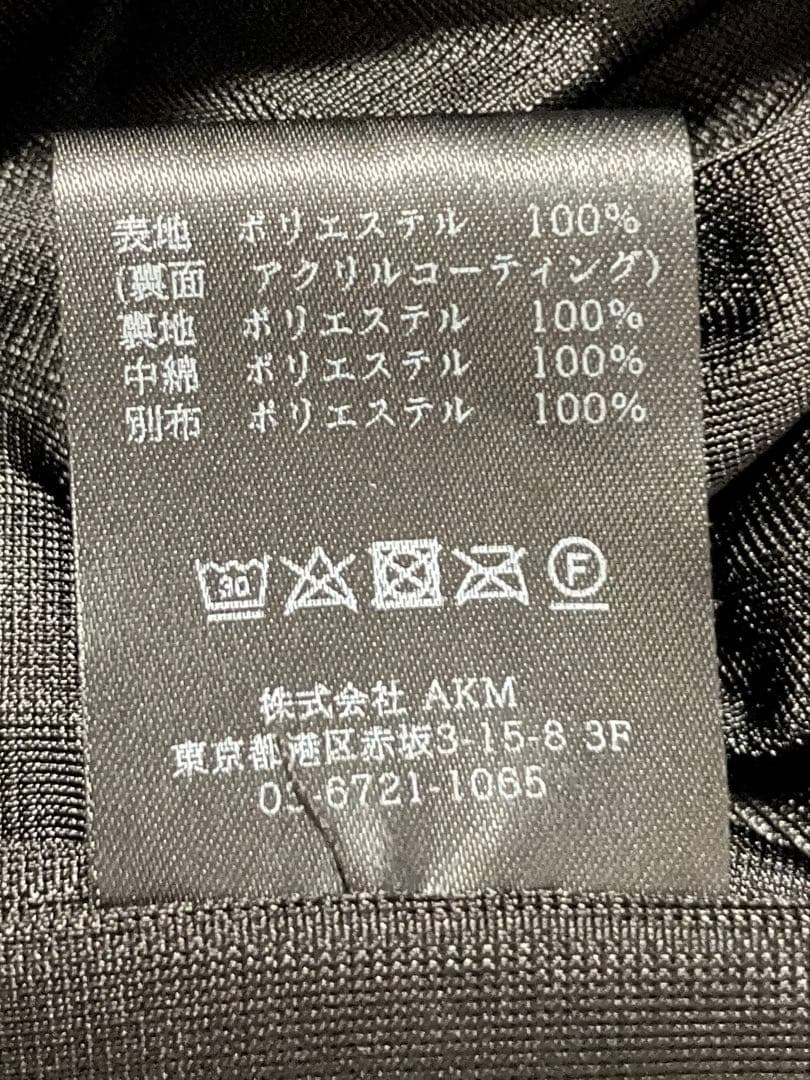 表地 ポリエステル 100%
(裏面 アクリルコーティング)
裏地 ポリエステル 100%
中綿 ポリエステル 100%
別布 ポリエステル 100%
30 F
株式会社 AKM
東京都港区赤坂3-15-8 3F
03-6721-1065